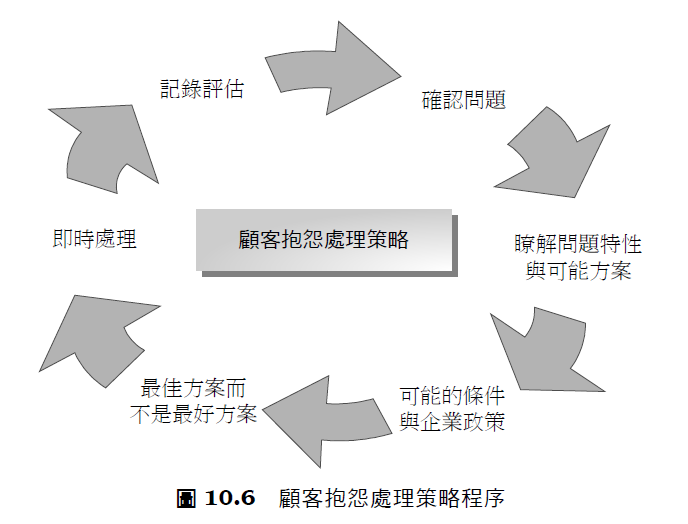 記錄評估
確認問題
顧客抱怨處理策略
即時處理
瞭解問題特性
與可能方案
可能的條件
與企業政策
最佳方案而
不是最好方案
圖 10.6 顧客抱怨處理策略程序